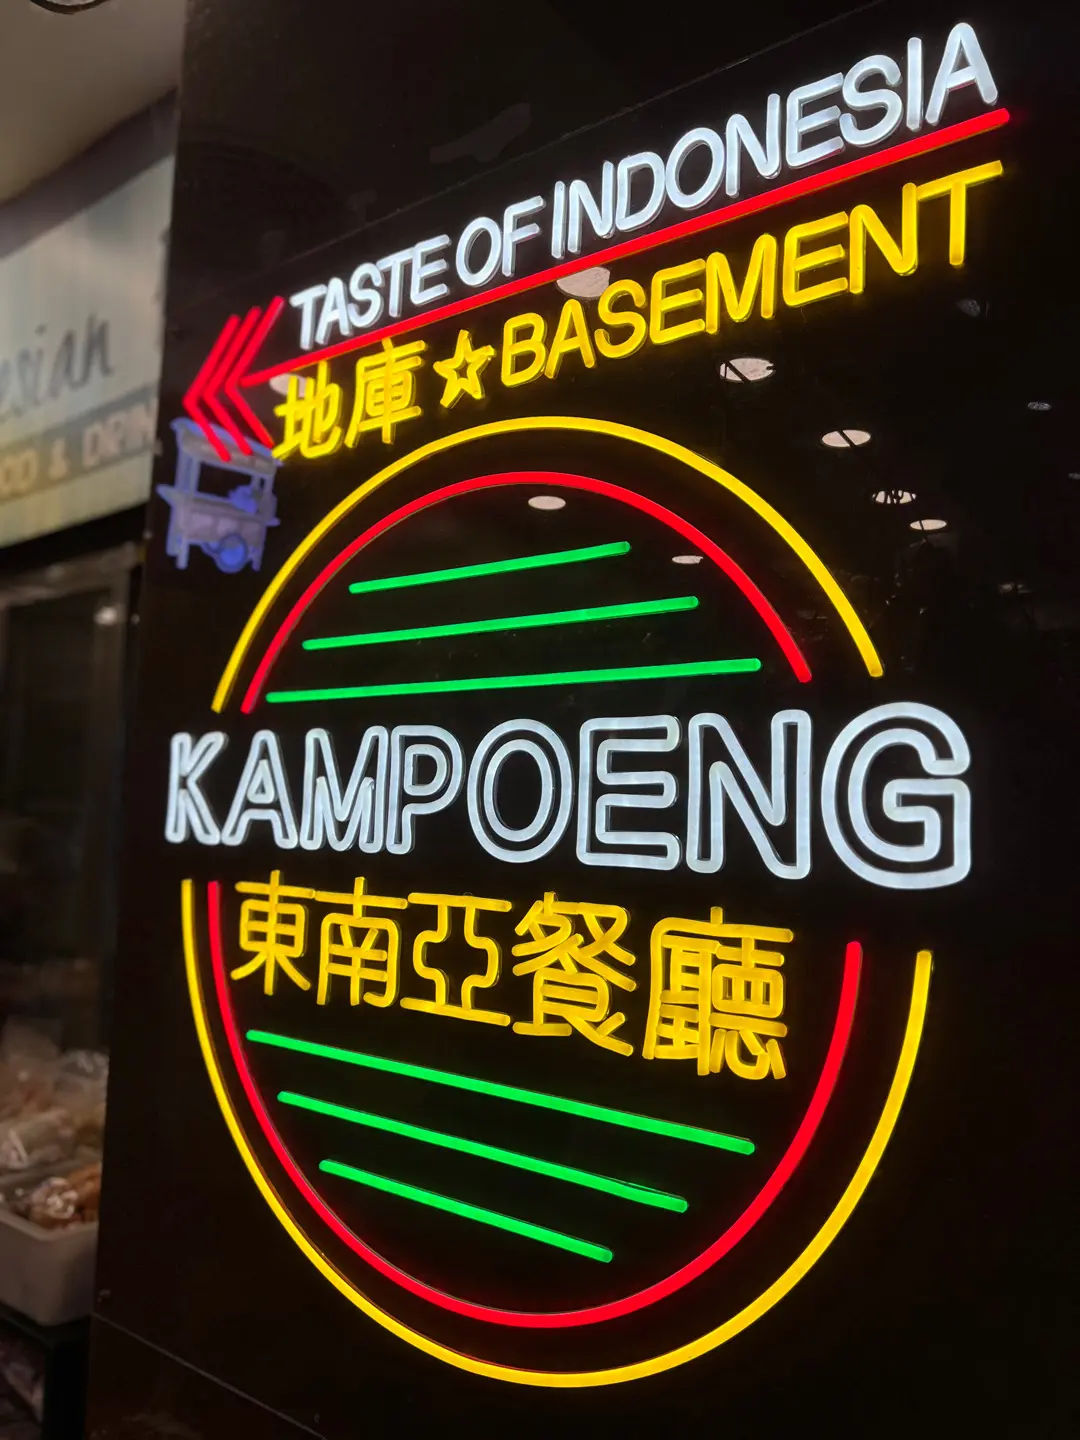 TASTE OF INDONESIA
地庫☆BASEMENT
KAMPOENG
東南亞餐廳